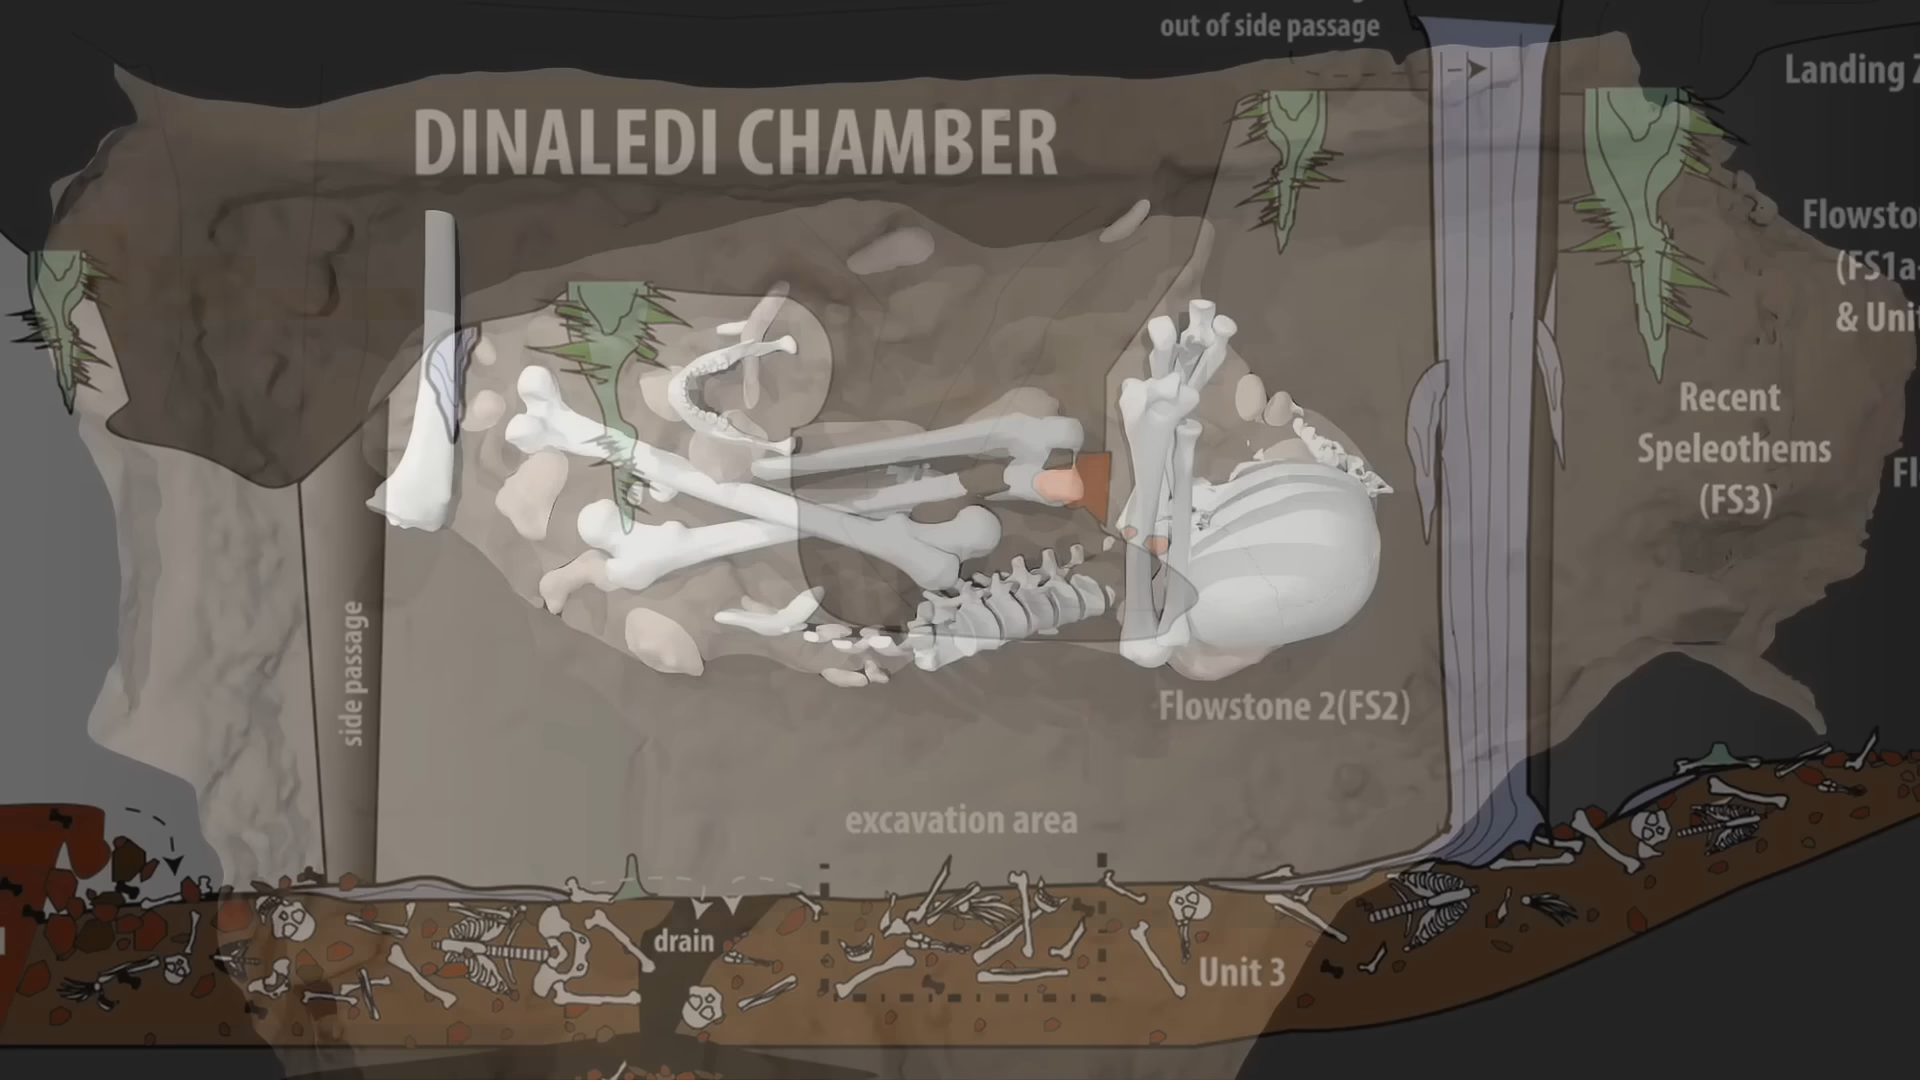 out of side passage
Landing
DINALEDI CHAMBER
(FS1a
&
Recent
Speleothems
(FS3)
side passage
Flowstone 2(FS2)
excavation area
drain
Unit 3